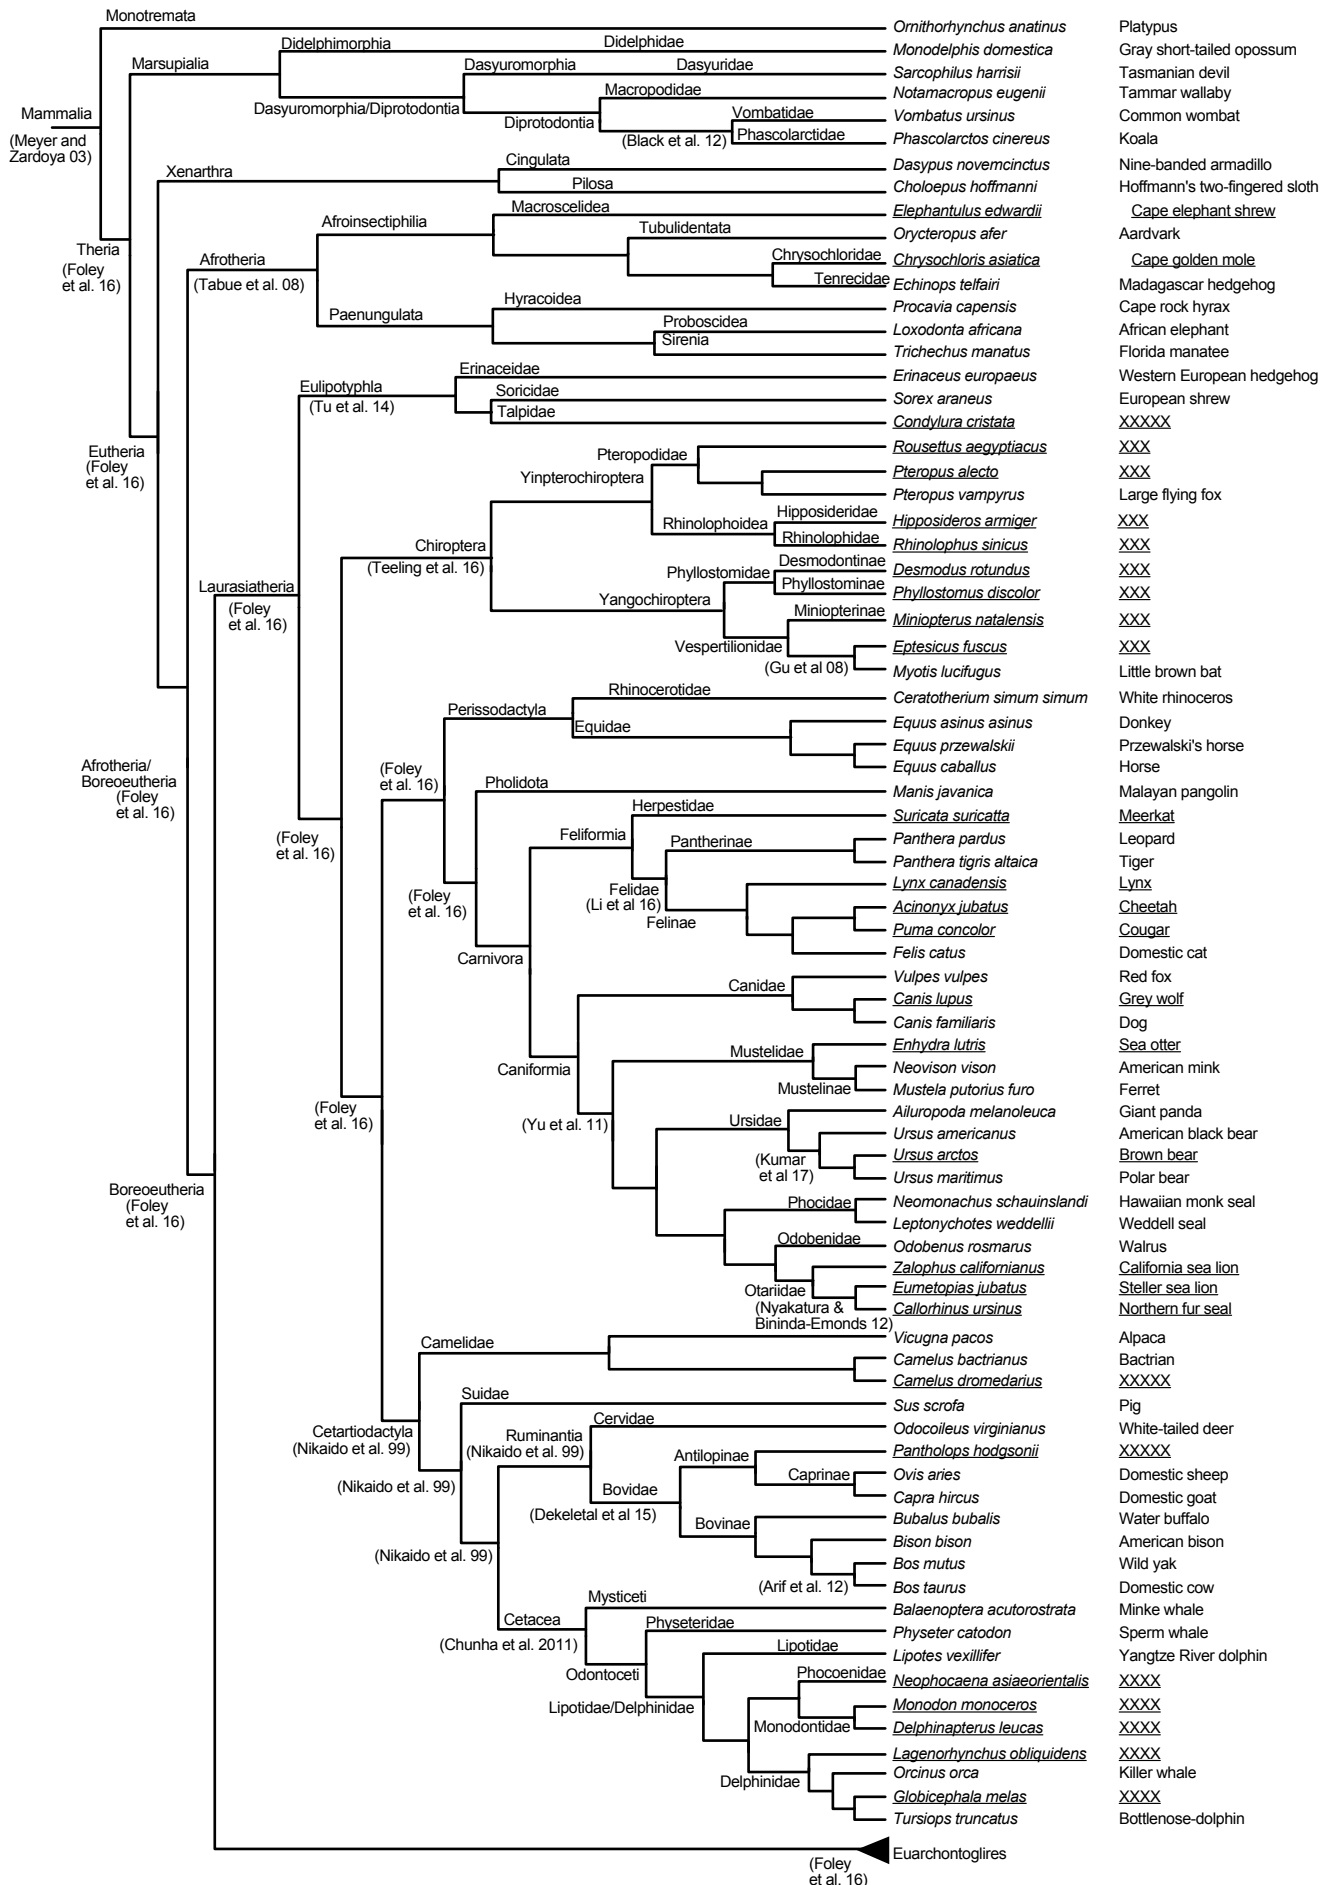 Monotremata
Ornithorhynchus anatinus Platypus
Didelphimorphia Didelphidae
Monodelphis domestica Gray short-tailed opossum
Marsupialia
Dasyuromorphia Dasyuridae
Sarcophilus harrisii Tasmanian devil
Macropodidae
Notamacropus eugenii Tammar wallaby
Dasyuromorphia/Diprotodontia
Mammalia
Vombatidae
Vombatus ursinus Common wombat
Diprotodontia
(Meyer and
Zardoya 03)
(Black et al. 12)
Phascolarctidae
Phascolarctos cinereus Koala
Cingulata
Dasypus novemcinctus Nine-banded armadillo
Xenarthra
Pilosa
Choloepus hoffmanni Hoffmann's two-fingered sloth
Macroscelidea
Elephantulus edwardii Cape elephant shrew
Afroinsectiphilia
Tubulidentata
Orycteropus afer Aardvark
Theria
(Foley
et al. 16)
Afrotheria
(Tabue et al. 08)
Chrysochloridae
Chrysochloris asiatica Cape golden mole
Tenrecidae
Echinops telfairi Madagascar hedgehog
Hyracoidea
Procavia capensis Cape rock hyrax
Paenungulata
Proboscidea
Loxodonta africana African elephant
Sirenia
Trichechus manatus Florida manatee
Erinaceidae
Erinaceus europaeus Western European hedgehog
Eulipotyphla
(Tu et al. 14)
Soricidae
Sorex araneus European shrew
Talpidae
Condylura cristata XXXXX
Eutheria
(Foley
et al. 16)
Pteropodidae
Rousettus aegyptiacus XXX
Yinpterochiroptera
Pteropus alecto XXX
Pteropus vampyrus Large flying fox
Hipposideridae
Rhinolophoidea
Hipposideros armiger XXX
Rhinolophidae
Rhinolophus sinicus XXX
Chiroptera
(Teeling et al. 16)
Desmodontinae
Phyllostomidae
Desmodus rotundus XXX
Phyllostominae
Phyllostomus discolor XXX
Laurasiatheria
(Foley
et al. 16)
Yangochiroptera
Miniopterinae
Miniopterus natalensis XXX
Vespertilionidae
Eptesicus fuscus XXX
(Gu et al 08)
Myotis lucifugus Little brown bat
Rhinocerotidae
Ceratotherium simum simum White rhinoceros
Perissodactyla
Equidae
Equus asinus asinus Donkey
Equus przewalskii Przewalski's horse
Equus caballus Horse
Afrotheria/
Boreoeutheria
(Foley
et al. 16)
(Foley
et al. 16)
Pholidota
Manis javanica Malayan pangolin
Herpestidae
Suricata suricatta Meerkat
Feliformia
Pantherinae
Panthera pardus Leopard
(Foley
et al. 16)
Panthera tigris altaica Tiger
Lynx canadensis Lynx
(Foley
et al. 16)
Felidae
(Li et al 16)
Acinonyx jubatus Cheetah
Felinae
Puma concolor Cougar
Felis catus Domestic cat
Carnivora
Vulpes vulpes Red fox
Canidae
Canis lupus Grey wolf
Canis familiaris Dog
Enhydra lutris Sea otter
Mustelidae
Caniformia
Neovison vison American mink
Mustelinae
Mustela putorius furo Ferret
(Foley
et al. 16)
(Yu et al. 11)
Ursidae
Ailuropoda melanoleuca Giant panda
Ursus americanus American black bear
(Kumar
et al 17)
Ursus arctos Brown bear
Ursus maritimus Polar bear
Boreoeutheria
(Foley
et al. 16)
Phocidae
Neomonachus schauinslandi Hawaiian monk seal
Leptonychotes weddellii Weddell seal
Odobenidae
Odobenus rosmarus Walrus
Zalophus californianus California sea lion
Otariidae
Eumetopias jubatus Steller sea lion
(Nyakatura &
Bininda-Emonds 12)
Callorhinus ursinus Northern fur seal
Vicugna pacos Alpaca
Camelidae
Camelus bactrianus Bactrian
Camelus dromedarius XXXXX
Suidae
Sus scrofa Pig
Cetartiodactyla
(Nikaido et al. 99)
Cervidae
Ruminantia
(Nikaido et al. 99)
Odocoileus virginianus White-tailed deer
Antilopinae
Pantholops hodgsonii XXXXX
(Nikaido et al. 99)
Caprinae
Ovis aries Domestic sheep
Bovidae
(Dekeletal et al 15)
Capra hircus Domestic goat
Bovinae
Bubalus bubalis Water buffalo
Bison bison American bison
(Nikaido et al. 99)
Bos mutus Wild yak
(Arif et al. 12)
Bos taurus Domestic cow
Mysticeti
Balaenoptera acutorostrata Minke whale
Cetacea
(Chunha et al. 2011)
Physeteridae
Physeter catodon Sperm whale
Lipotidae
Lipotes vexillifer Yangtze River dolphin
Odontoceti
Phocoenidae
Neophocaena asiaeorientalis XXXX
Lipotidae/Delphinidae
Monodon monoceros XXXX
Monodontidae
Delphinapterus leucas XXXX
Lagenorhynchus obliquidens XXXX
Delphinidae
Orcinus orca Killer whale
Globicephala melas XXXX
Tursiops truncatus Bottlenose-dolphin
Euarchontoglires
(Foley
et al. 16)